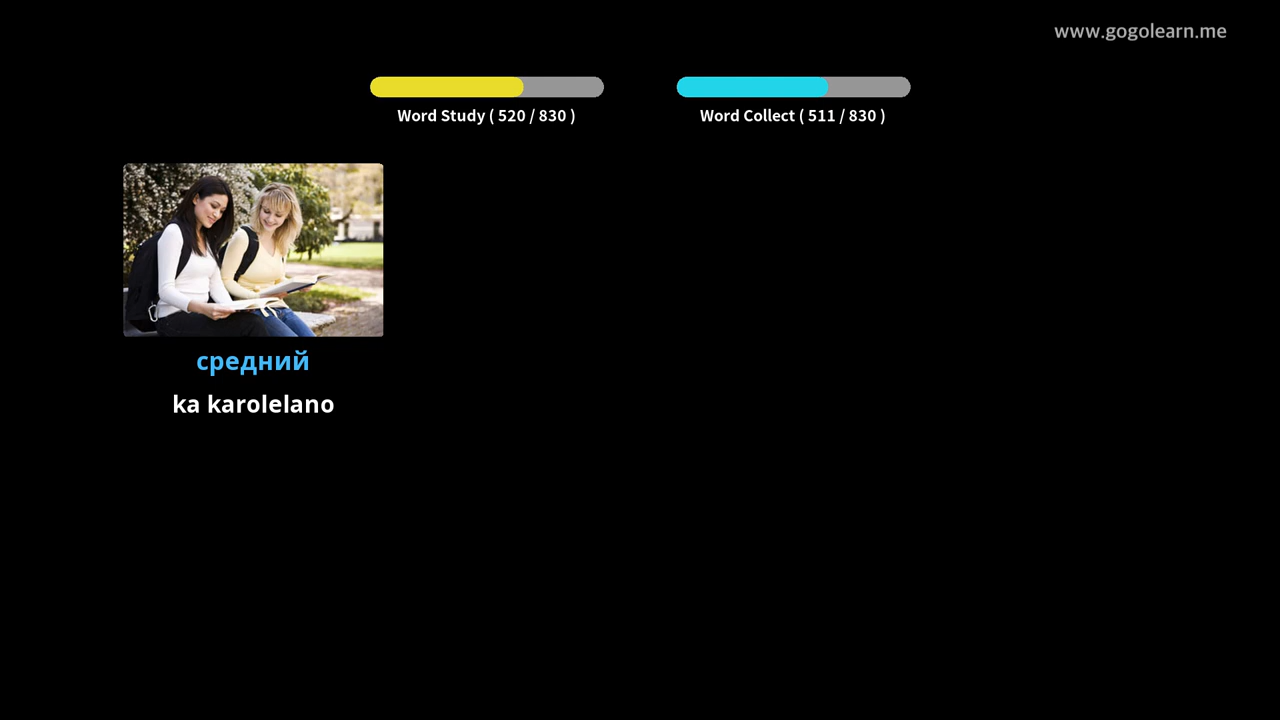 www.gogolearn.me
Word Study ( 520 / 830 )
Word Collect ( 511 / 830 )
средний
ka karolelano